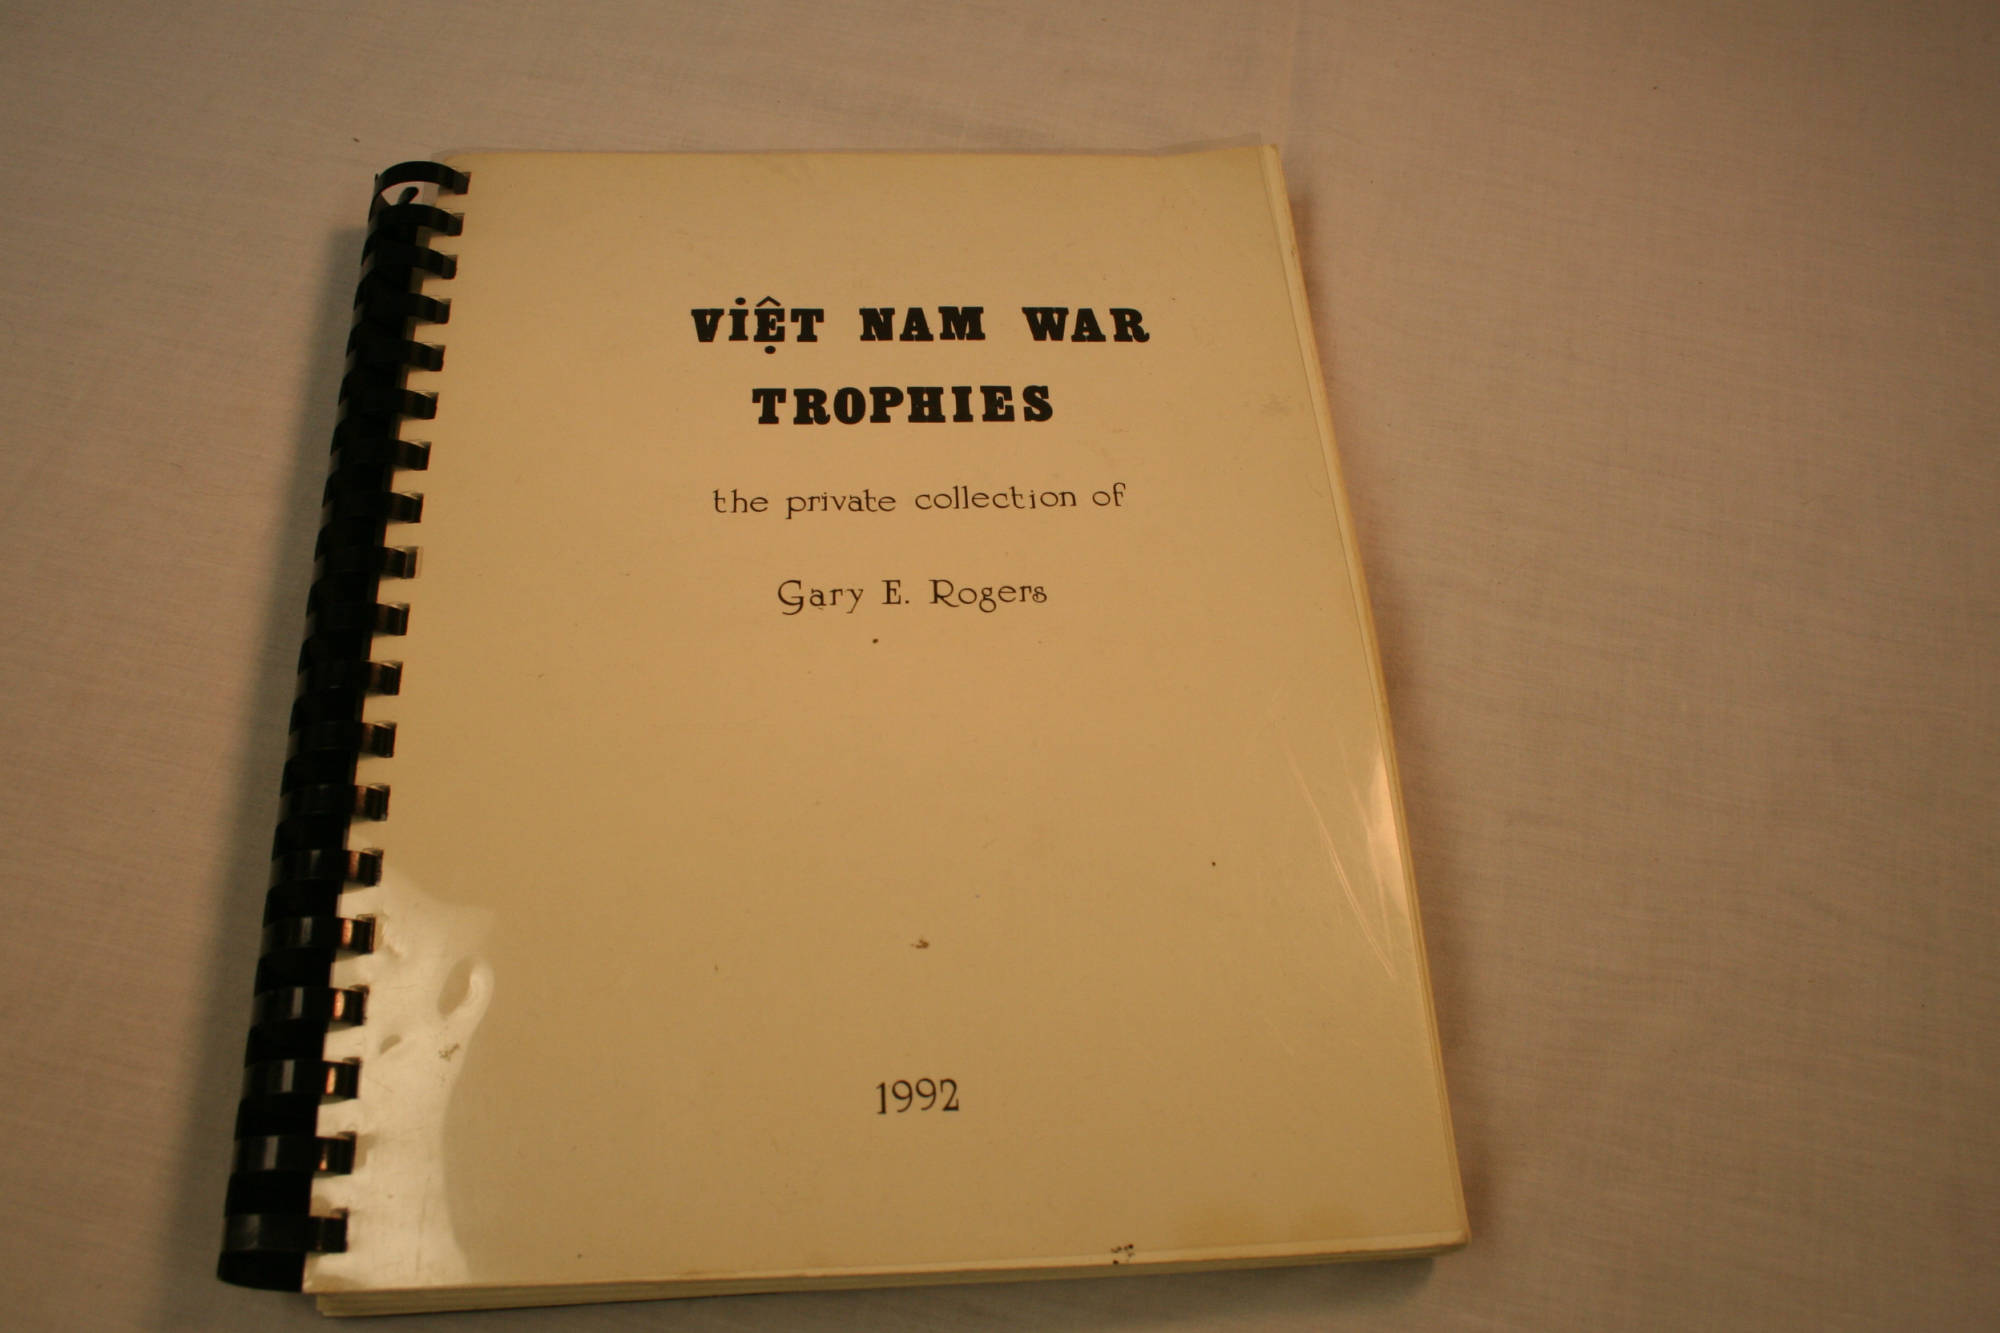 VIỆT NAM WAR
TROPHIES
the private collection of
Gary E. Rogers
1992